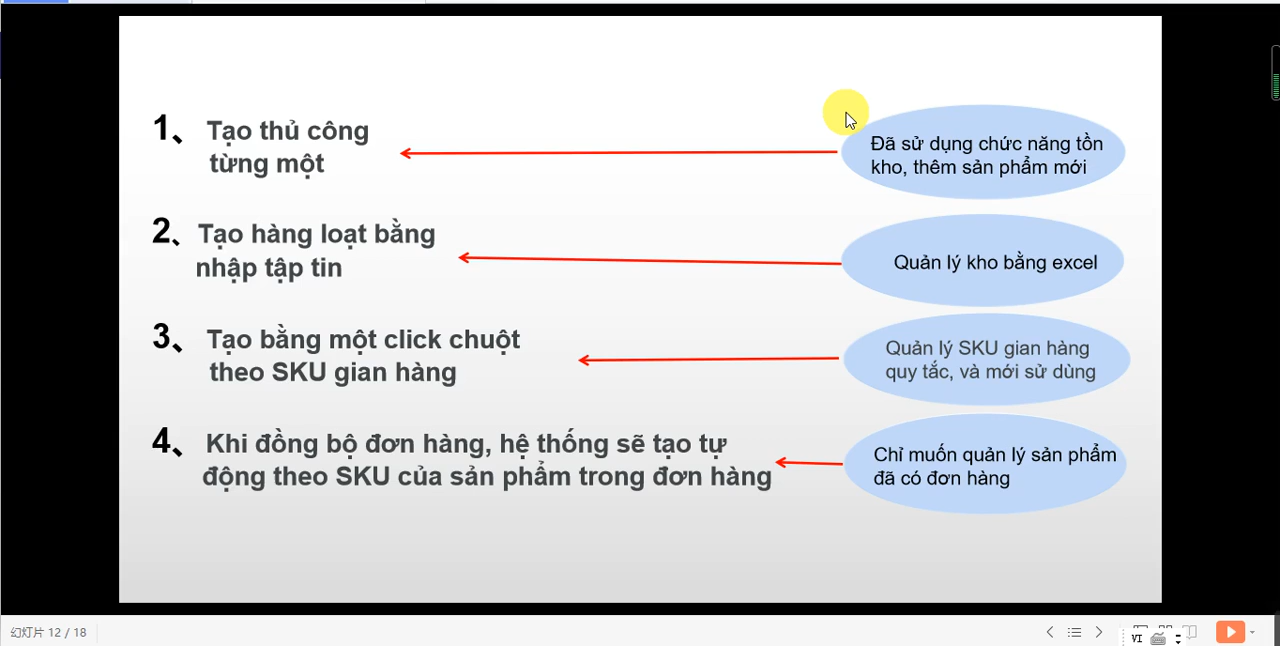 1、 Tạo thủ công
từng một
Đã sử dụng chức năng tồn
kho, thêm sản phẩm mới
2、 Tạo hàng loạt bằng
nhập tập tin
Quản lý kho bằng excel
3、 Tạo bằng một click chuột
theo SKU gian hàng
Quản lý SKU gian hàng
quy tắc, và mới sử dùng
4、 Khi đồng bộ đơn hàng, hệ thống sẽ tạo tự
động theo SKU của sản phẩm trong đơn hàng
Chỉ muốn quản lý sản phẩm
đã có đơn hàng
幻灯片 12 / 18
VI